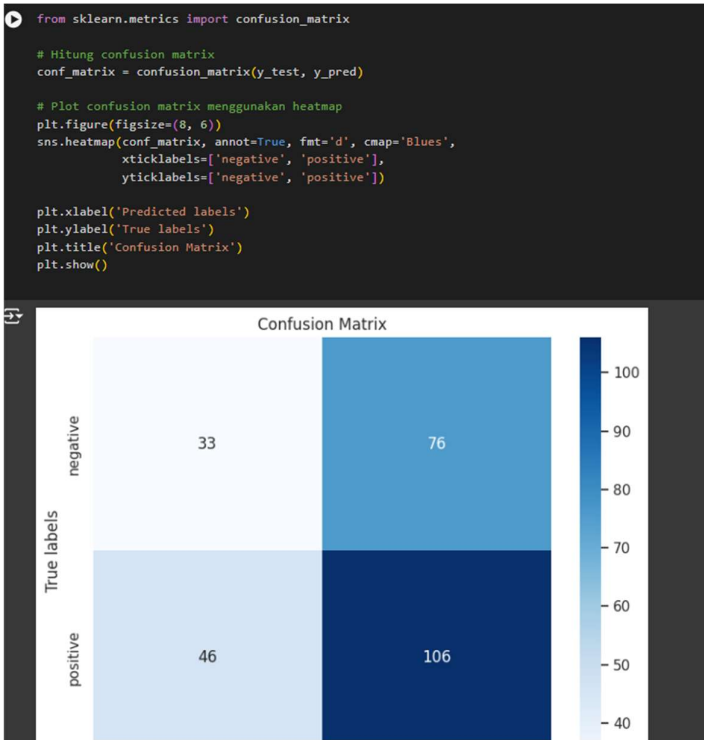 from sklearn.metrics import confusion_matrix
# Hitung confusion matrix
conf_matrix = confusion_matrix(y_test, y_pred)
# Plot confusion matrix menggunakan heatmap
plt.figure(figsize=(8, 6))
sns.heatmap(conf_matrix, annot=True, fmt='d', cmap='Blues',
xticklabels=['negative', 'positive'],
yticklabels=['negative', 'positive'])
plt.xlabel('Predicted labels')
plt.ylabel('True labels')
plt.title('Confusion Matrix')
plt.show()
Confusion Matrix
True labels
negative
33
76
positive
46
106
100
90
80
70
60
50
40